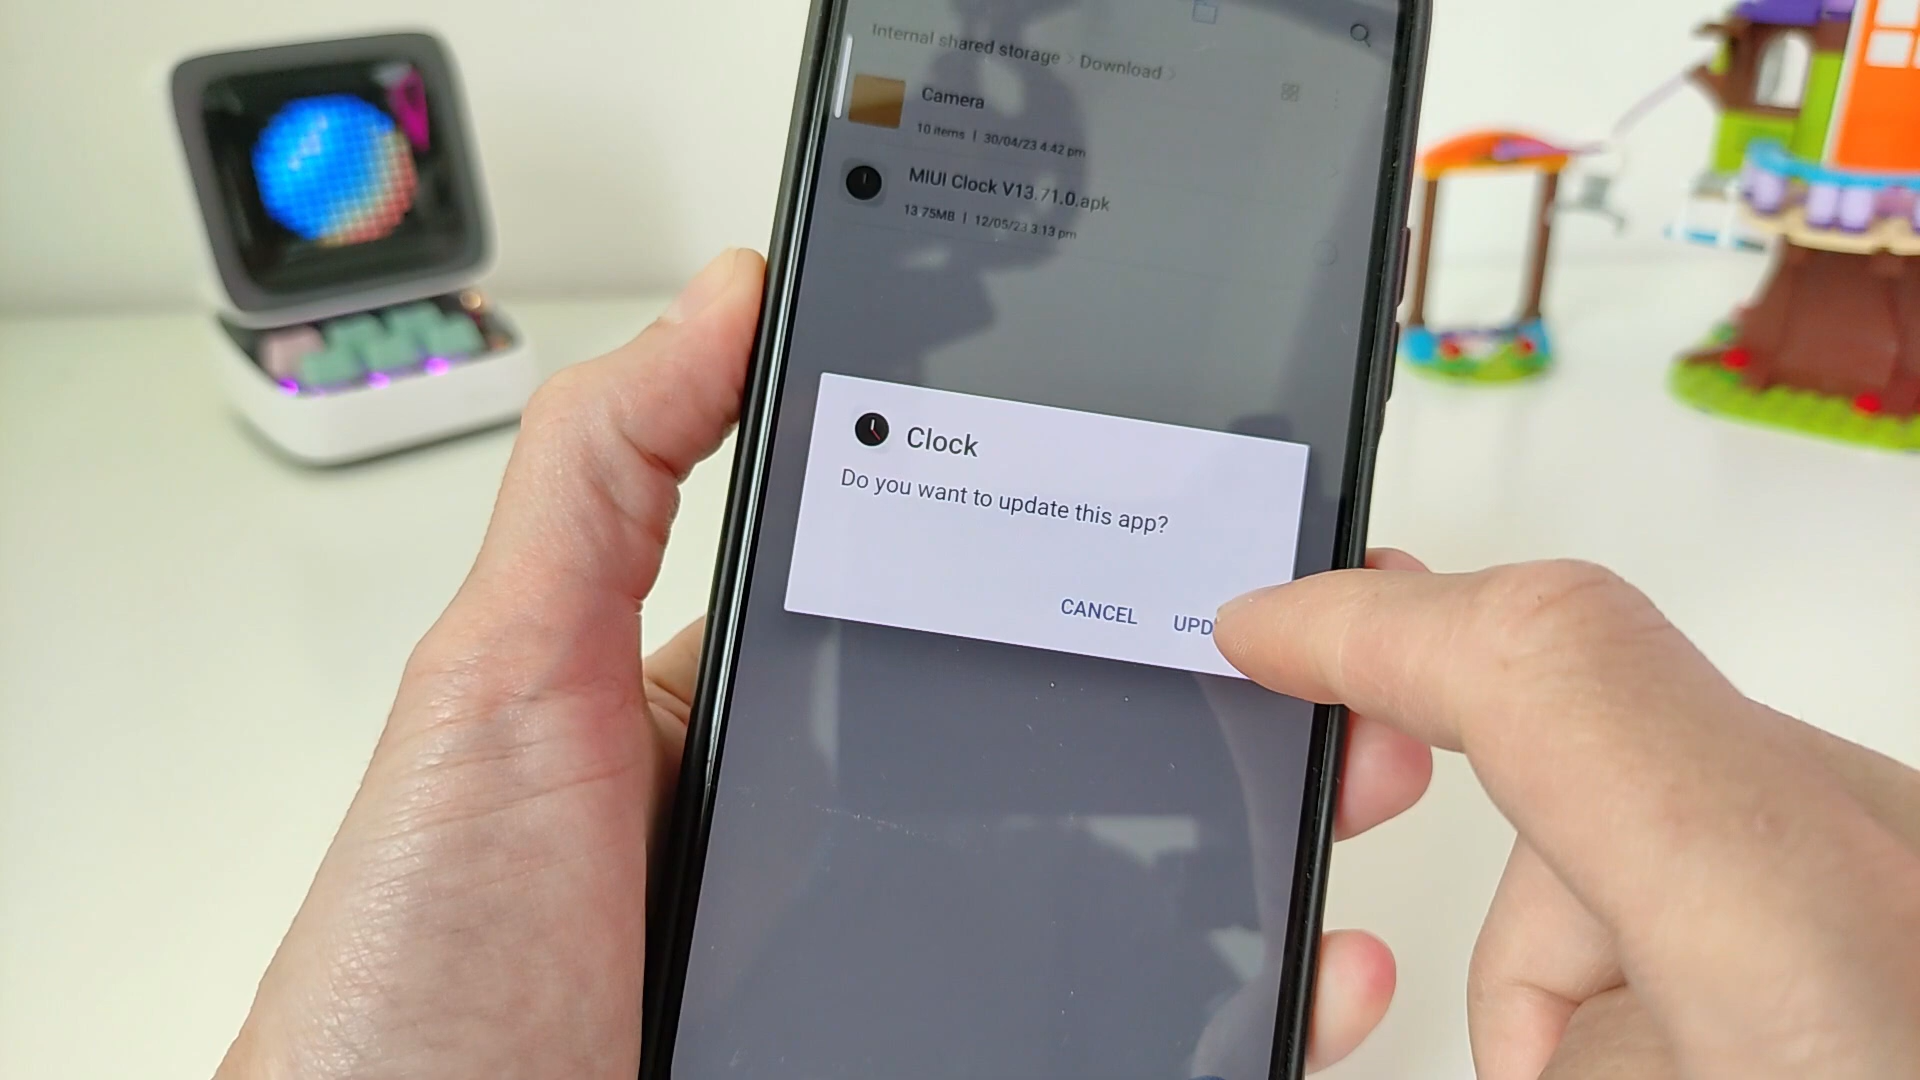 Internal shared storage > Download >
Camera
10 items | 30/04/23 4:42 pm
MIUI Clock V13.71.0.apk
13.75MB | 12/05/23 3:13 pm
Clock
Do you want to update this app?
CANCEL UPD